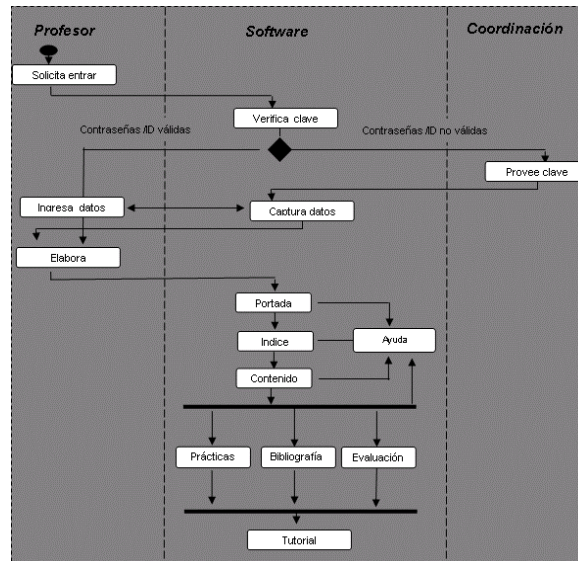 Profesor
Software
Coordinación
Solicita entrar
Verifica clave
Contraseñas /ID válidas
Contraseñas /ID no válidas
Provee clave
Ingresa datos
Captura datos
Elabora
Portada
Indice
Ayuda
Contenido
Prácticas
Bibliografía
Evaluación
Tutorial